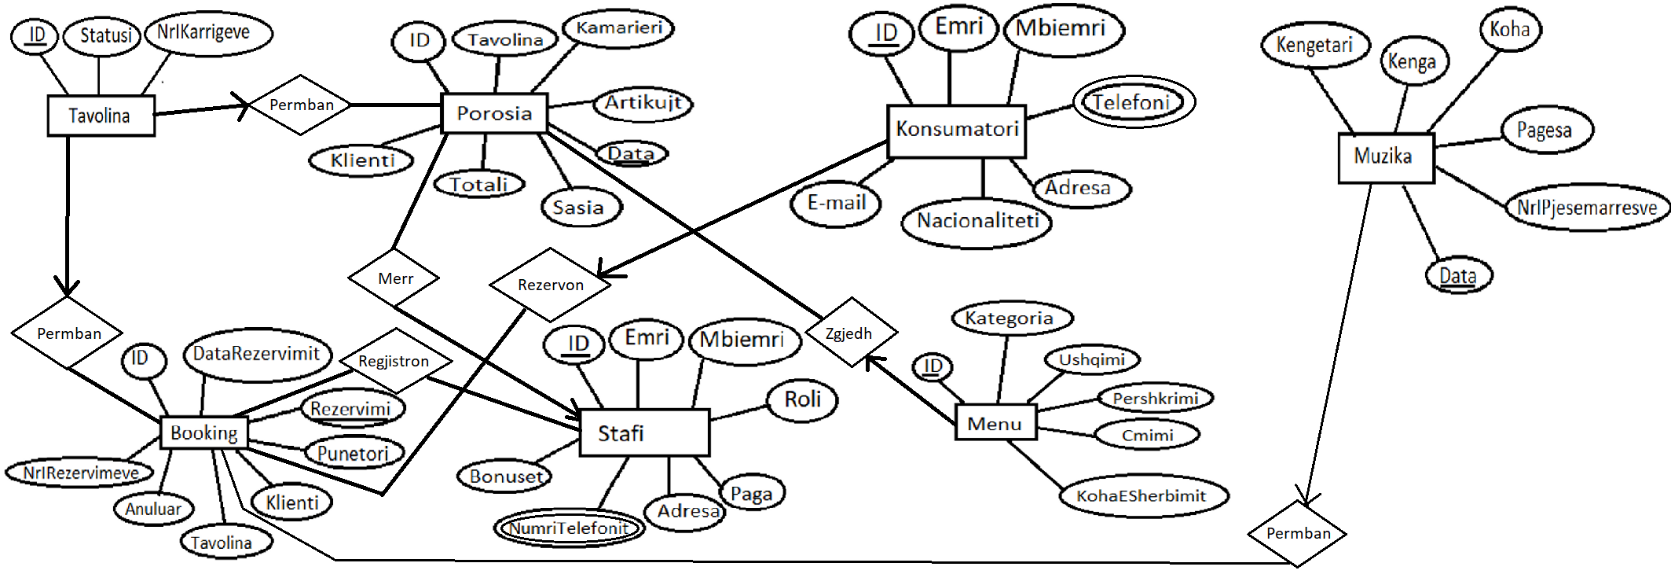 ID
Statusi
NrIKarrigeve
Tavolina
Permban
ID
Tavolina
Kamarieri
Porosia
Artikujt
Data
Klienti
Totali
Sasia
ID
Emri
Mbiemri
Konsumatori
Telefoni
E-mail
Nacionaliteti
Adresa
Kengetari
Kenga
Koha
Muzika
Pagesa
NrIPjesemarresve
Data
Merr
Rezervon
Permban
Regjistron
Zgjedh
ID
DataRezervimit
Rezervimi
Booking
Punetori
NrIRezervimeve
Anuluar
Tavolina
Klienti
ID
Emri
Mbiemri
Roli
Stafi
Bonuset
NumriTelefonit
Adresa
Paga
Kategoria
ID
Ushqimi
Pershkrimi
Menu
Cmimi
KohaESherbimit
Permban